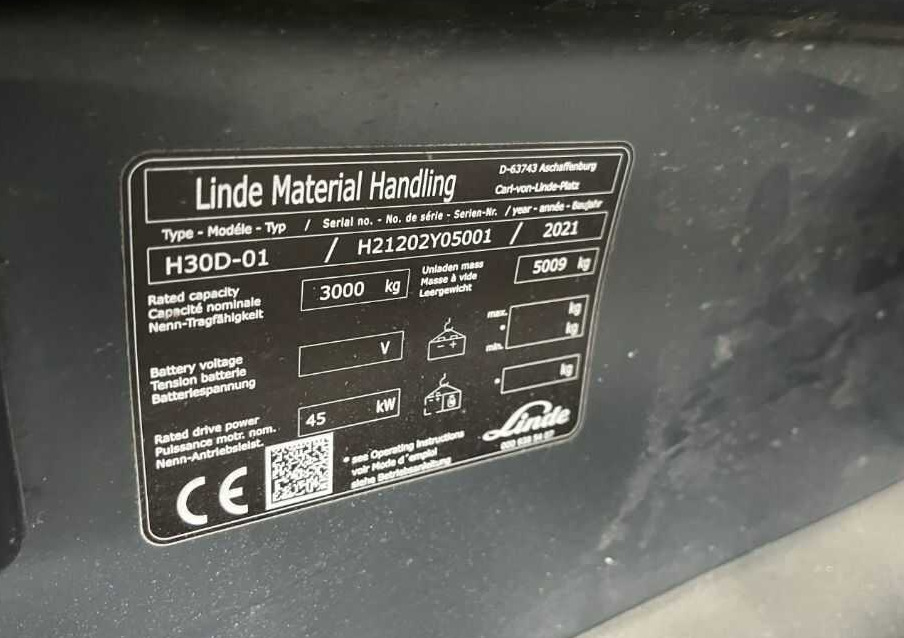 Linde Material Handling
D-63743 Aschaffenburg
Carl-von-Linde-Platz
Type - Modéle - Typ / Serial no. - No. de série - Serien-Nr. / year - année - Baujahr
H30D-01 / H21202Y05001 / 2021
Rated capacity
Capacité nominale
Nenn-Tragfähigkeit
3000 kg
Unladen mass
Masse à vide
Leergewicht
5009 kg
Battery voltage
Tension batterie
Batteriespannung
V
- +
max. kg
* kg
min.
Rated drive power
Puissance motr. nom.
Nenn-Antriebsleist.
45 kW
* kg
CE
* see Operating Instructions
voir Mode d'emploi
siehe Betriebsanleitung
Linde